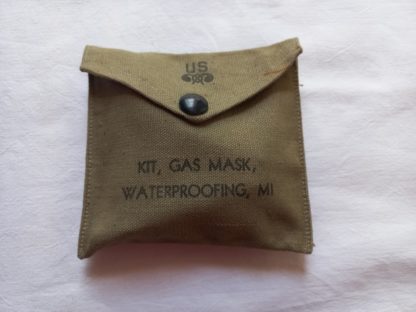 US
KIT, GAS MASK,
WATERPROOFING, M1